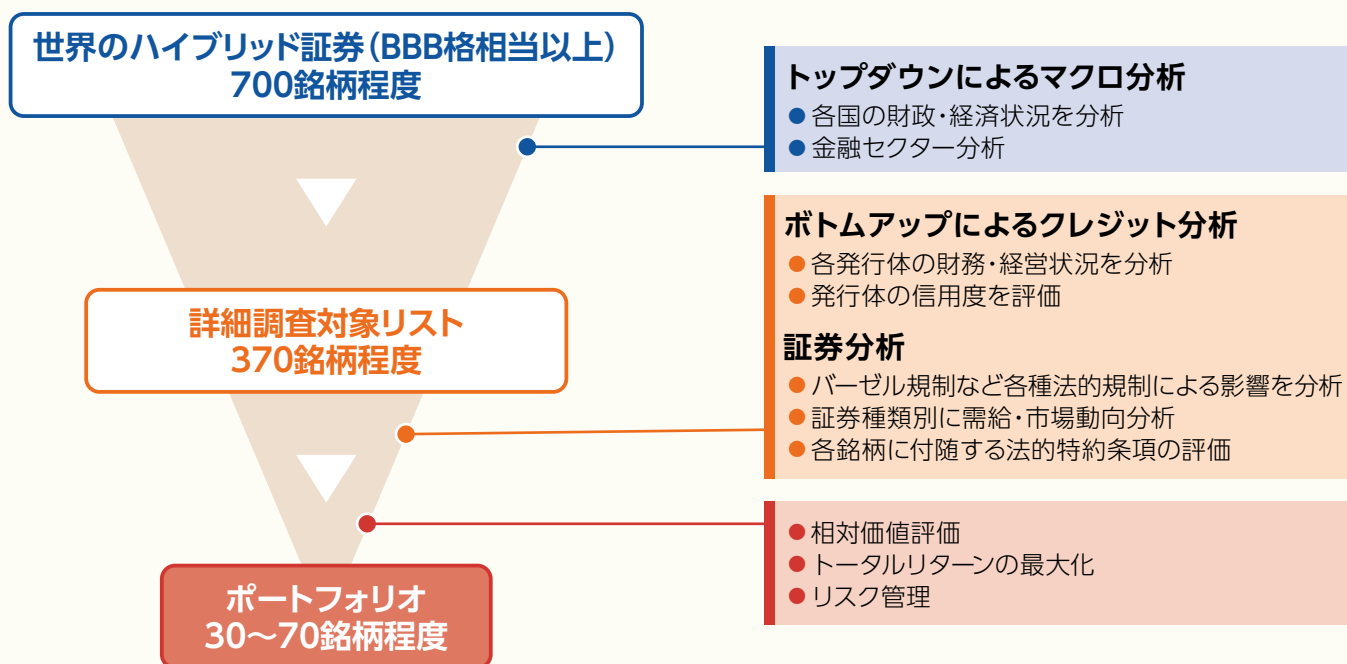 世界のハイブリッド証券(BBB格相当以上)
700銘柄程度
トップダウンによるマクロ分析
●各国の財政・経済状況を分析
●金融セクター分析
ボトムアップによるクレジット分析
●各発行体の財務・経営状況を分析
●発行体の信用度を評価
詳細調査対象リスト
370銘柄程度
証券分析
●バーゼル規制など各種法的規制による影響を分析
●証券種類別に需給・市場動向分析
●各銘柄に付随する法的特約条項の評価
●相対価値評価
●トータルリターンの最大化
●リスク管理
ポートフォリオ
30〜70銘柄程度